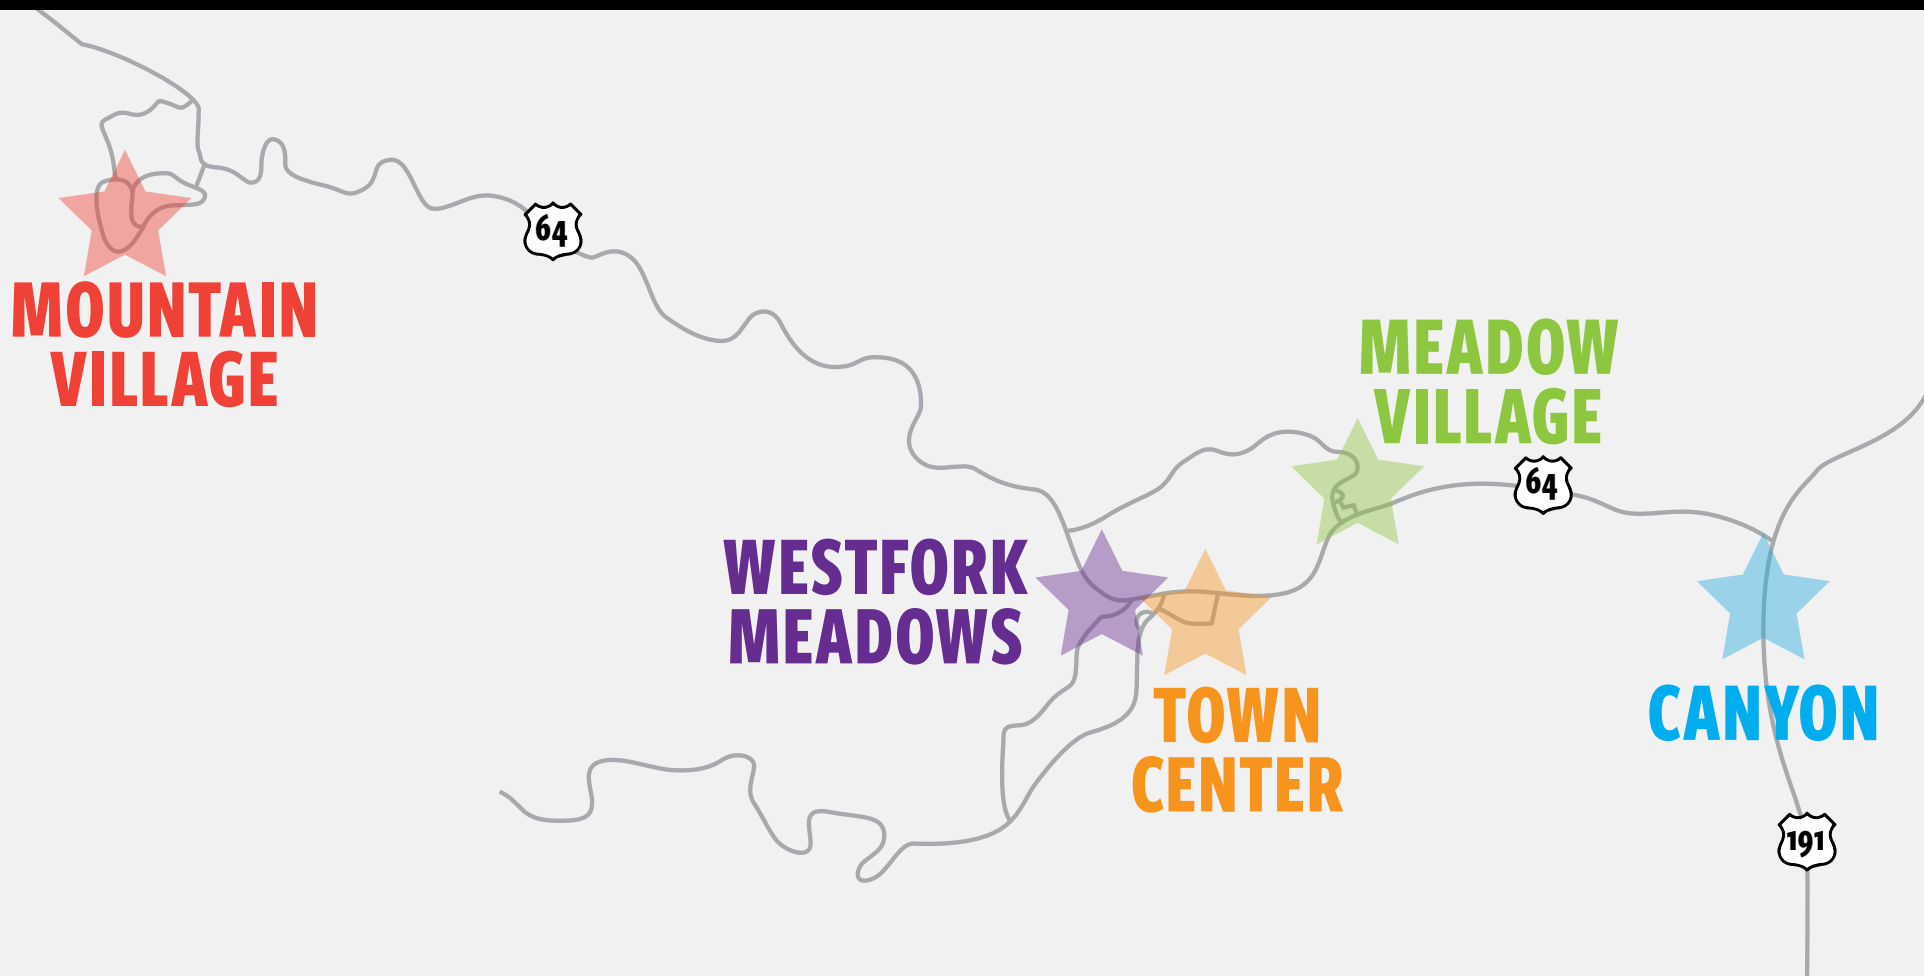 64
MOUNTAIN
VILLAGE
MEADOW
VILLAGE
64
WESTFORK
MEADOWS
TOWN
CENTER
CANYON
191